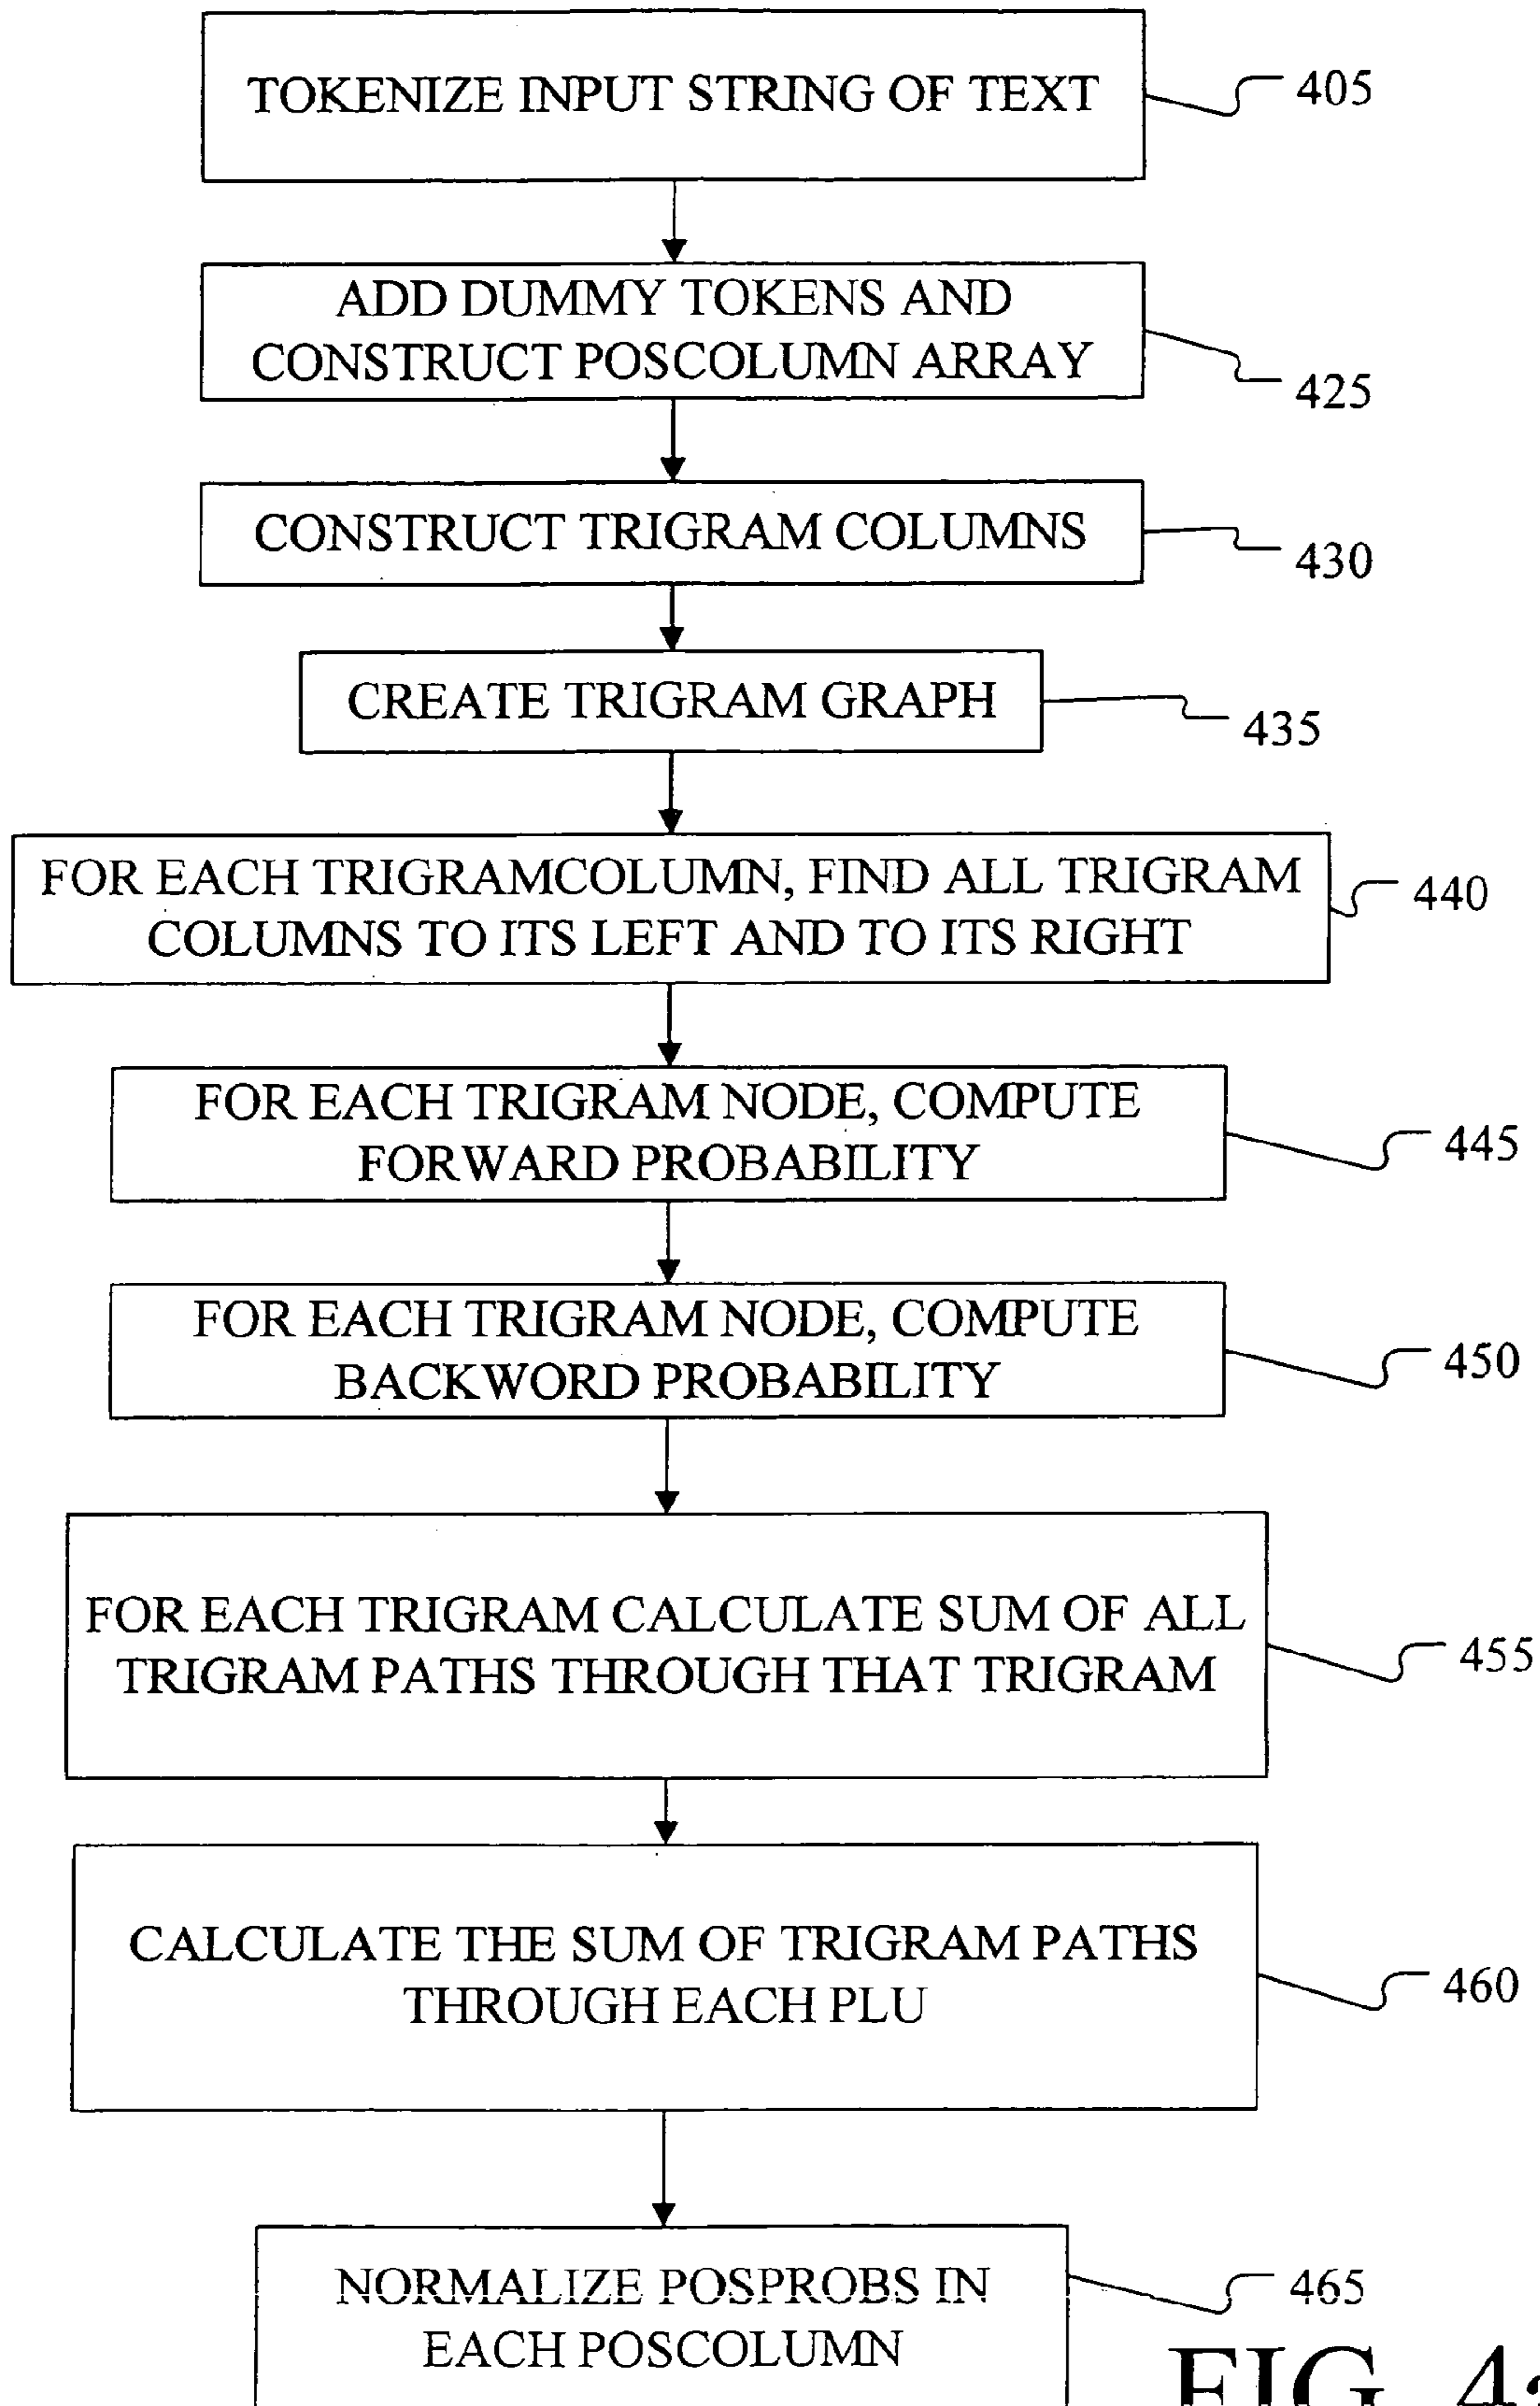 TOKENIZE INPUT STRING OF TEXT
405
ADD DUMMY TOKENS AND
CONSTRUCT POSCOLUMN ARRAY
425
CONSTRUCT TRIGRAM COLUMNS
430
CREATE TRIGRAM GRAPH
435
FOR EACH TRIGRAMCOLUMN, FIND ALL TRIGRAM
COLUMNS TO ITS LEFT AND TO ITS RIGHT
440
FOR EACH TRIGRAM NODE, COMPUTE
FORWARD PROBABILITY
445
FOR EACH TRIGRAM NODE, COMPUTE
BACKWORD PROBABILITY
450
FOR EACH TRIGRAM CALCULATE SUM OF ALL
TRIGRAM PATHS THROUGH THAT TRIGRAM
455
CALCULATE THE SUM OF TRIGRAM PATHS
THROUGH EACH PLU
460
NORMALIZE POSPROBS IN
EACH POSCOLUMN
465
FIG.